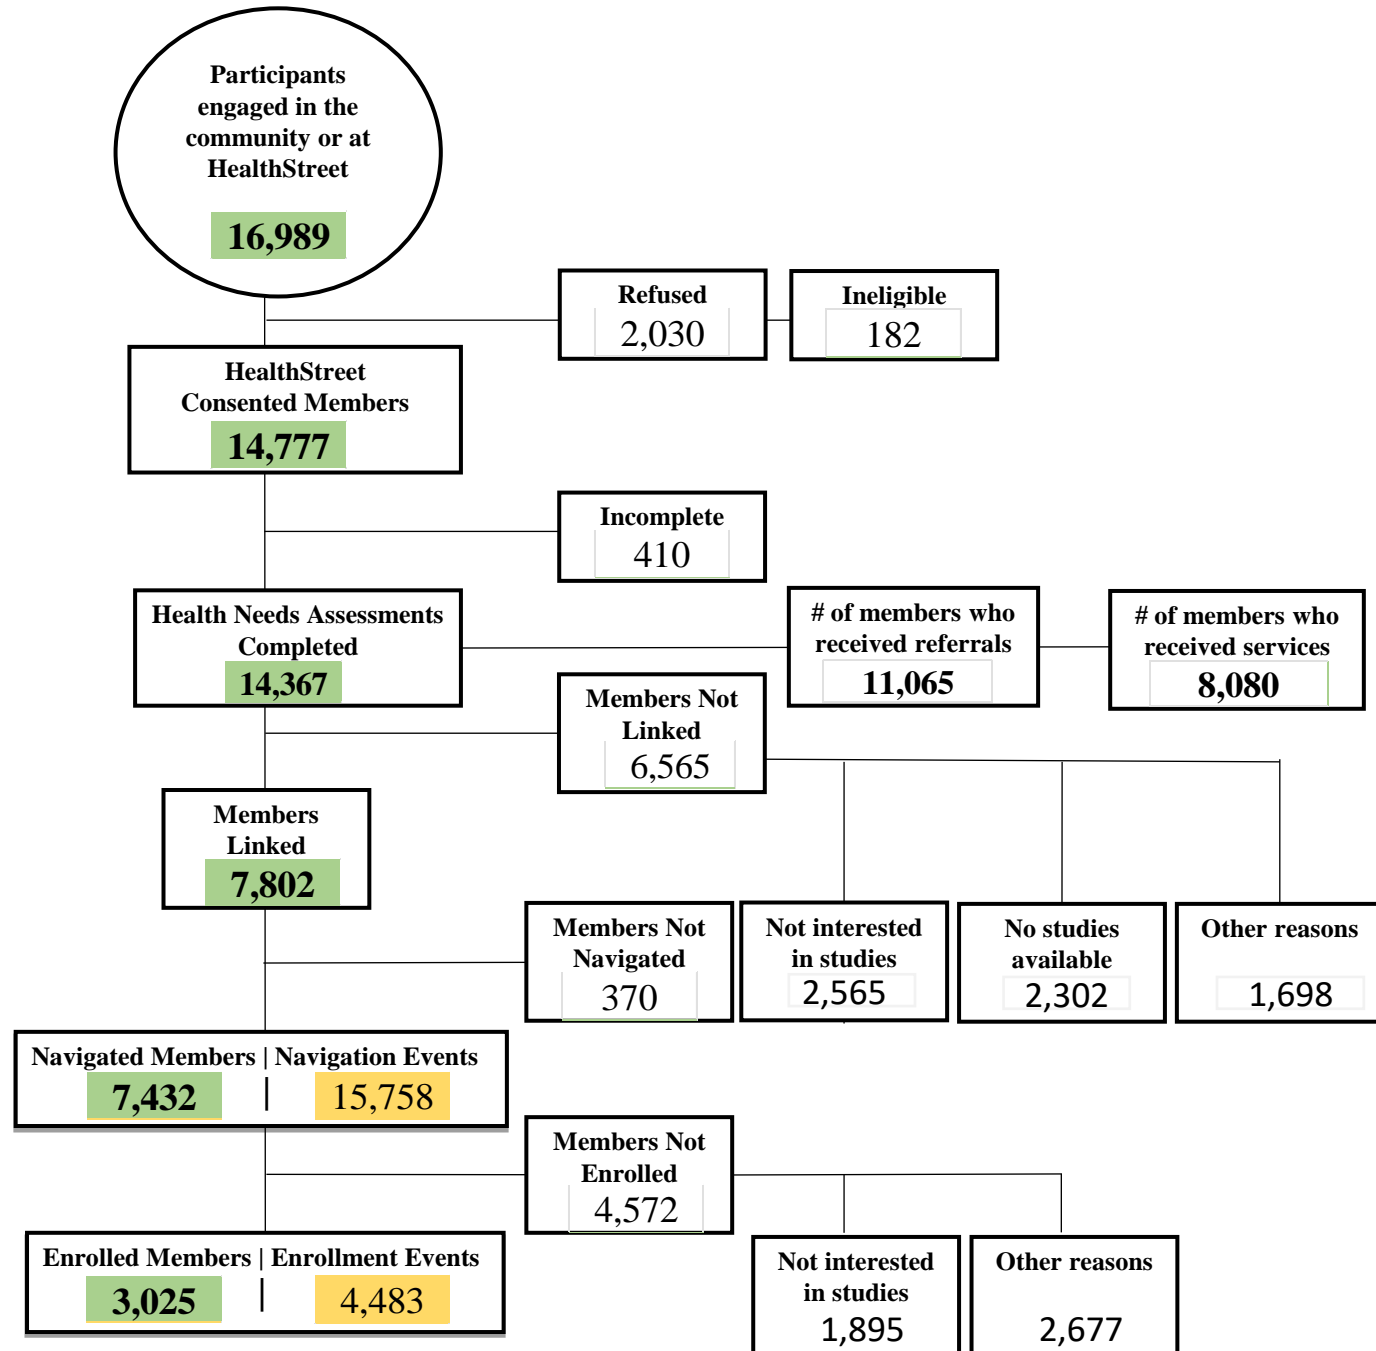 Participants
engaged in the
community or at
HealthStreet
16,989
Refused
2,030
Ineligible
182
HealthStreet
Consented Members
14,777
Incomplete
410
Health Needs Assessments
Completed
14,367
# of members who
received referrals
11,065
# of members who
received services
8,080
Members Not
Linked
6,565
Members
Linked
7,802
Members Not
Navigated
370
Not interested
in studies
2,565
No studies
available
2,302
Other reasons
1,698
Navigated Members | Navigation Events
7,432 | 15,758
Members Not
Enrolled
4,572
Enrolled Members | Enrollment Events
3,025 | 4,483
Not interested
in studies
1,895
Other reasons
2,677